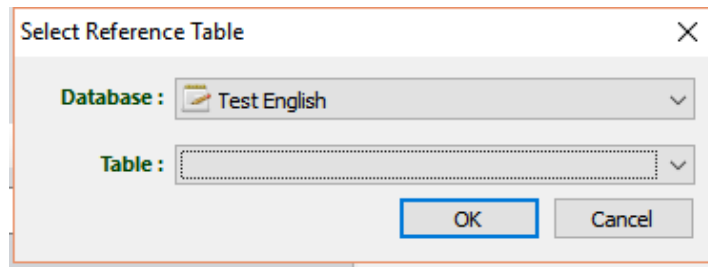 Select Reference Table
Database : Test English
Table :
OK Cancel